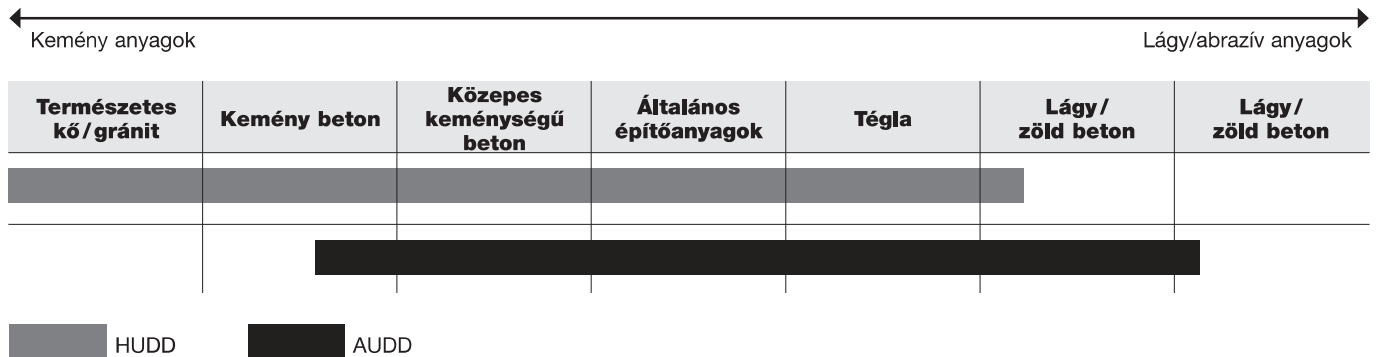 Kemény anyagok
Lágy/abrazív anyagok
Természetes
kő/gránit
Kemény beton
Közepes
keménységű
beton
Általános
építőanyagok
Tégla
Lágy/
zöld beton
Lágy/
zöld beton
HUDD
AUDD